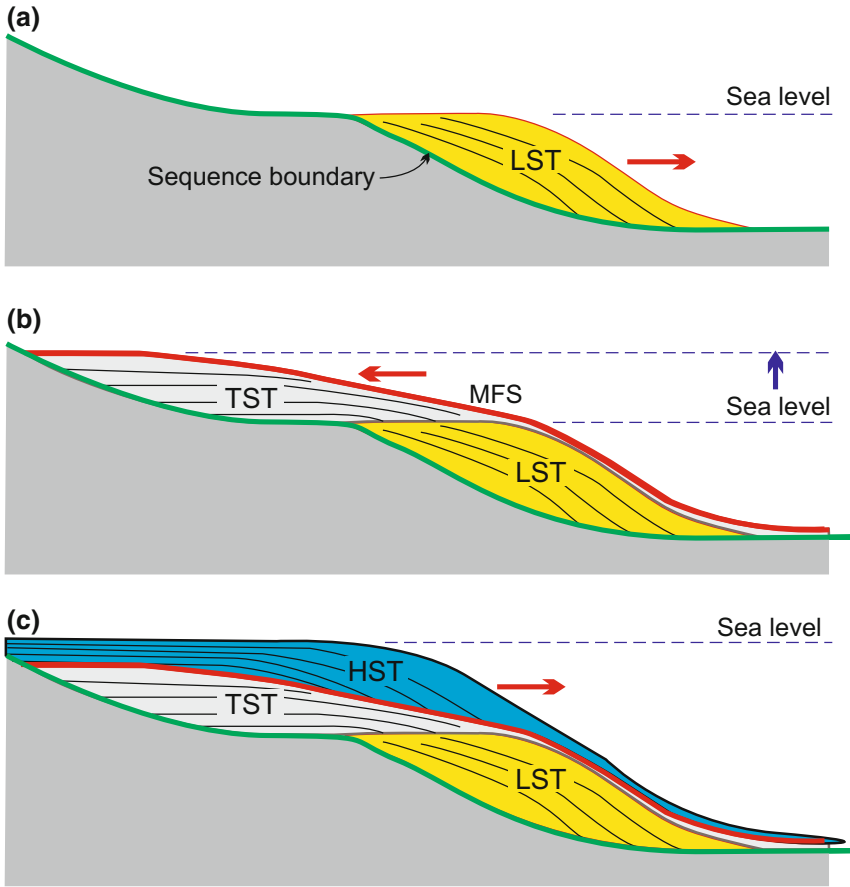 (a)
Sea level
LST
Sequence boundary
(b)
TST
MFS
Sea level
LST
(c)
Sea level
HST
TST
LST